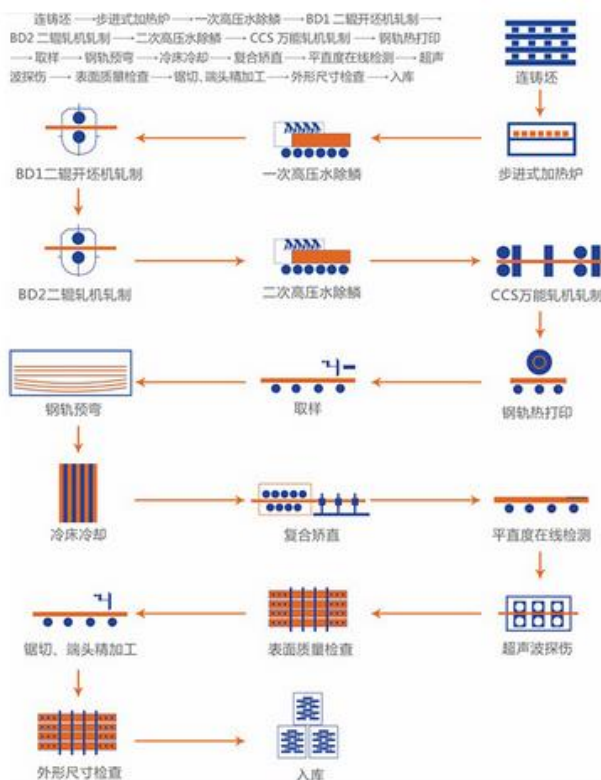 连铸坯→步进式加热炉→一次高压水除鳞→BD1二辊开坯机轧制→
BD2二辊轧机轧制→二次高压水除鳞→CCS万能轧机轧制→钢轨热打印
→取样→钢轨预弯→冷床冷却→复合矫直→平直度在线检测→超声
波探伤→表面质量检查→锯切、端头精加工→外形尺寸检查→入库
连铸坯
BD1二辊开坯机轧制
一次高压水除鳞
步进式加热炉
BD2二辊轧机轧制
二次高压水除鳞
CCS万能轧机轧制
钢轨预弯
取样
钢轨热打印
冷床冷却
复合矫直
平直度在线检测
锯切、端头精加工
表面质量检查
超声波探伤
外形尺寸检查
入库